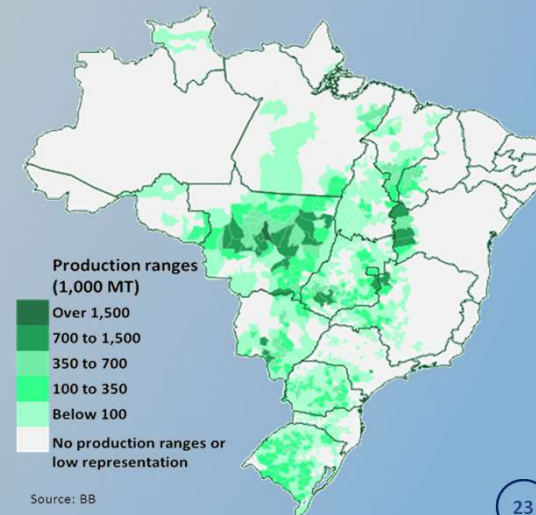 Production ranges
(1,000 MT)
Over 1,500
700 to 1,500
350 to 700
100 to 350
Below 100
No production ranges or
low representation
Source: BB
23